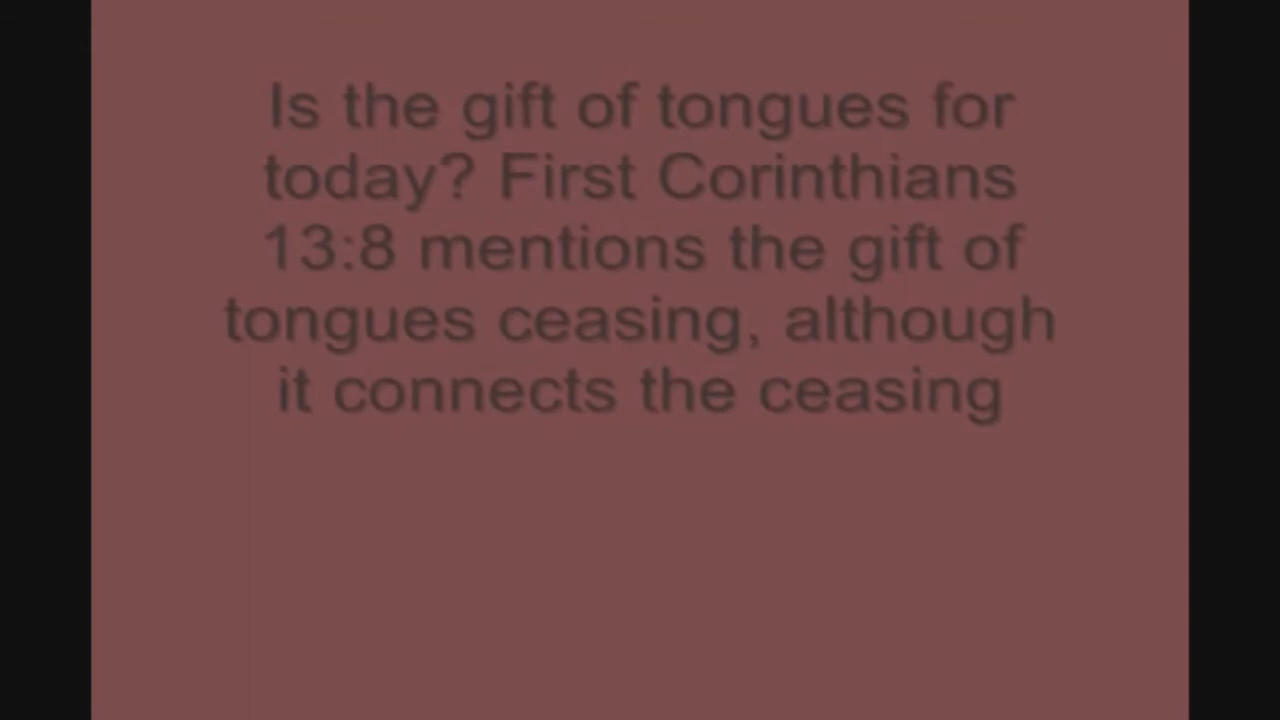 Is the gift of tongues for
today? First Corinthians
13:8 mentions the gift of
tongues ceasing, although
it connects the ceasing